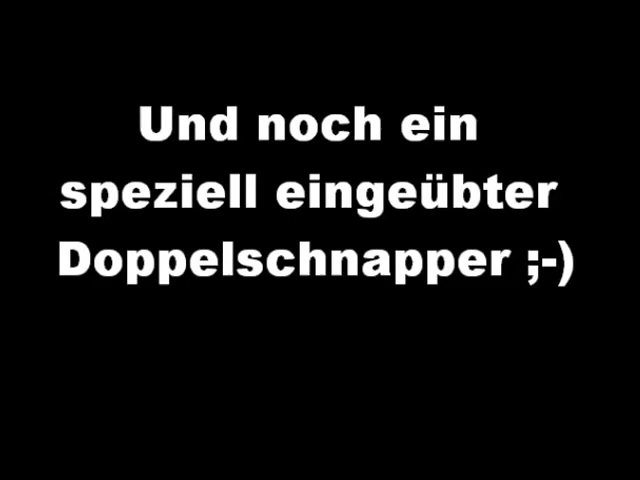 Und noch ein
speziell eingeübter
Doppelschnapper ;-)